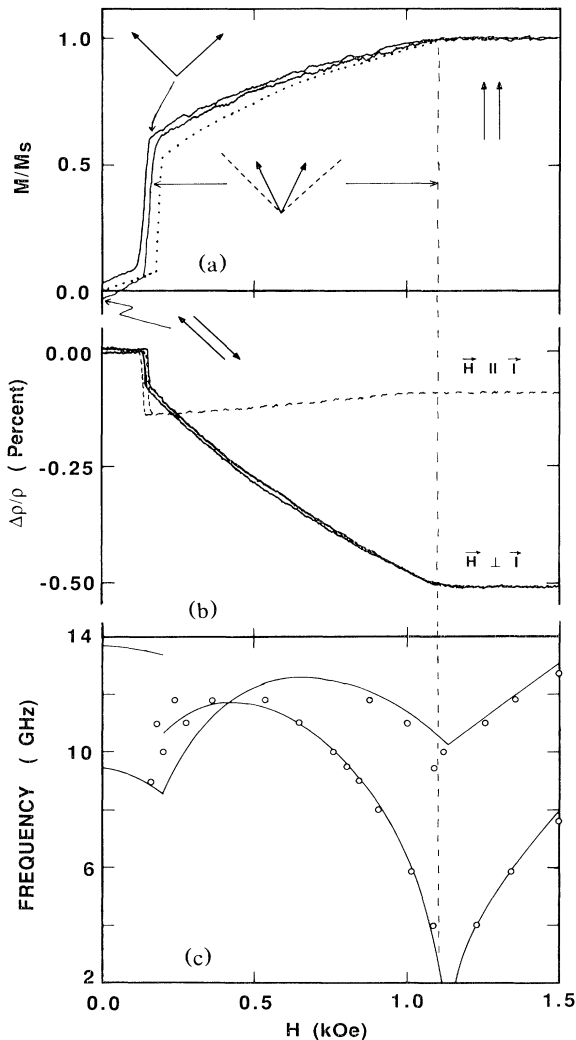 1.0
0.5
0.0
M/Ms
(a)
0.00
-0.25
-0.50
Δρ/ρ ( Percent)
H || I
H ⊥ I
(b)
14
10
6
2
FREQUENCY ( GHz)
(c)
0.0 0.5 1.0 1.5
H (kOe)